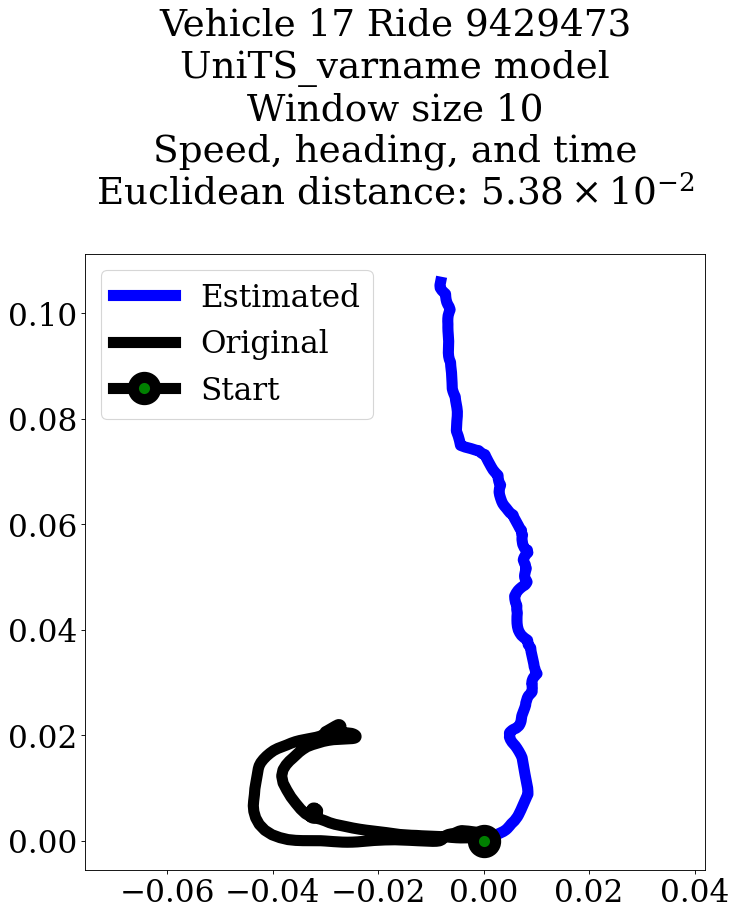 Vehicle 17 Ride 9429473
UniTS_varname model
Window size 10
Speed, heading, and time
Euclidean distance: 5.38 × 10⁻²
Estimated
Original
Start
0.10
0.08
0.06
0.04
0.02
0.00
−0.06 −0.04 −0.02 0.00 0.02 0.04